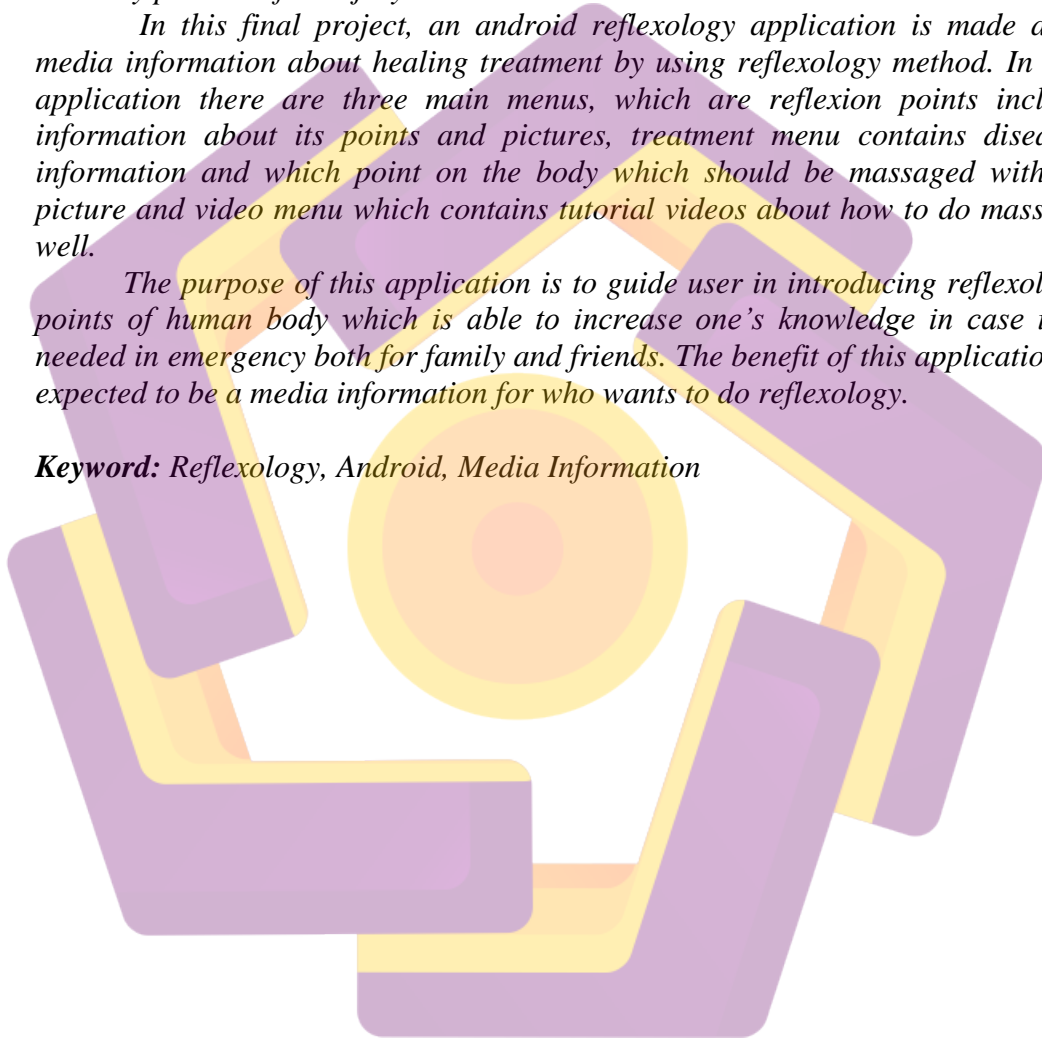 In this final project, an android reflexology application is made
media information about healing treatment by using reflexology method. In
application there are three main menus, which are reflexion points
information about its points and pictures, treatment menu contains
information and which point on the body which should be massaged with
picture and video menu which contains tutorial videos about how to do
well.
The purpose of this application is to guide user in introducing
points of human body which is able to increase one's knowledge in case
needed in emergency both for family and friends. The benefit of this
expected to be a media information for who wants to do reflexology.
Keyword: Reflexology, Android, Media Information